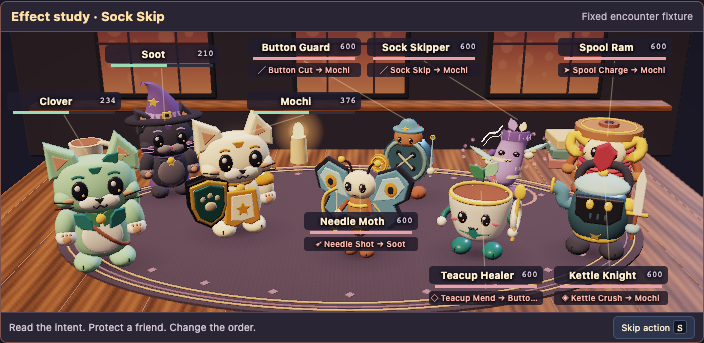 Effect study · Sock Skip
Fixed encounter fixture
Soot 210
Button Guard 600
Button Cut → Mochi
Sock Skipper 600
Sock Skip → Mochi
Spool Ram 600
Spool Charge → Mochi
Clover 234
Mochi 376
Needle Moth 600
Needle Shot → Soot
Teacup Healer 600
Teacup Mend → Butto...
Kettle Knight 600
Kettle Crush → Mochi
Read the intent. Protect a friend. Change the order.
Skip action S